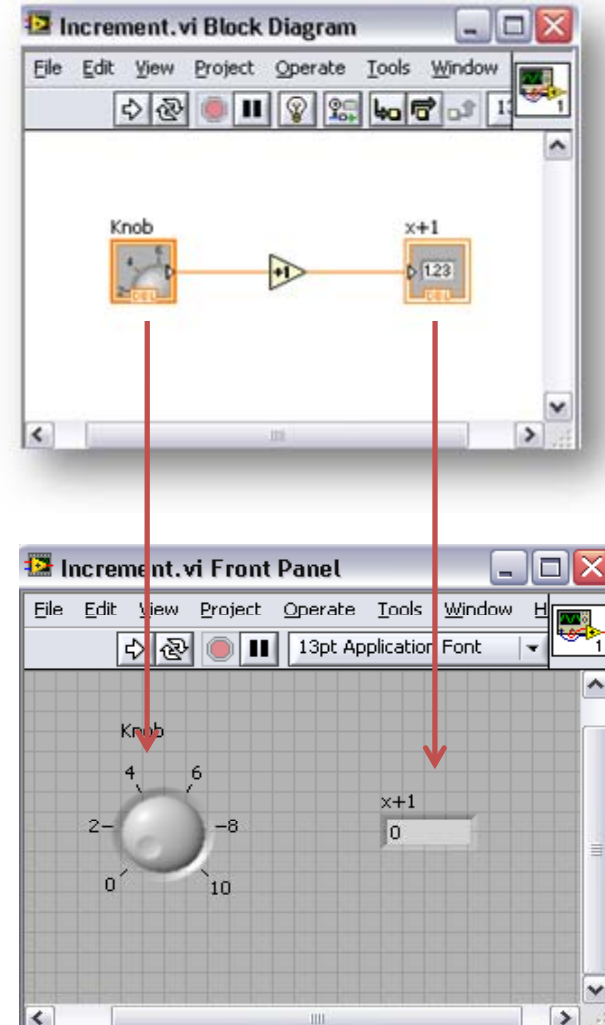 Increment.vi Block Diagram
File Edit View Project Operate Tools Window
1
Knob
x+1
+1
1.23
DBL
DBL
Increment.vi Front Panel
File Edit View Project Operate Tools Window H
13pt Application Font
1
Knob
4 6
x+1
2 8
0
0 10